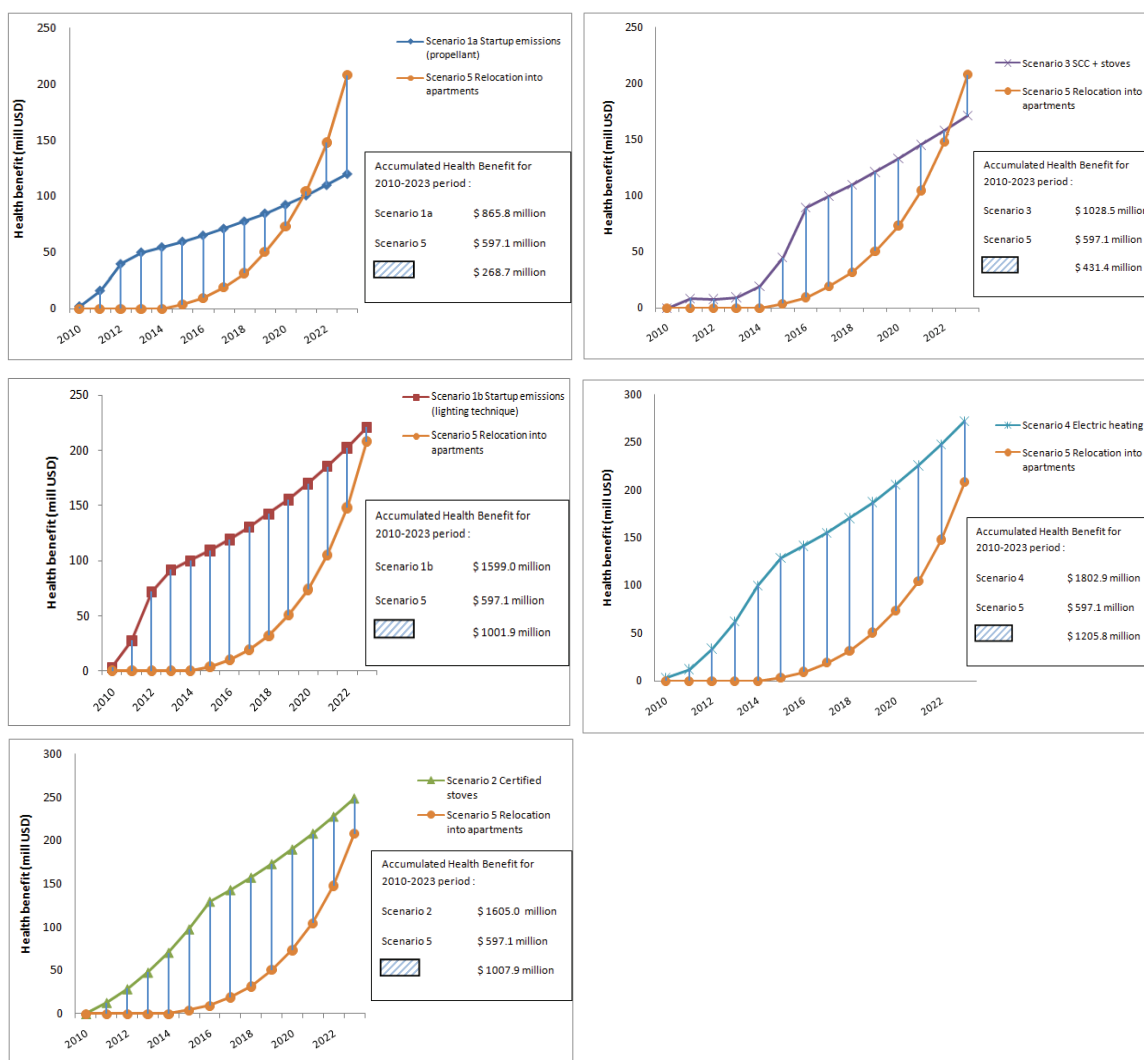 250
200
150
100
50
0
Health benefit (mill USD)
2010
2012
2014
2016
2018
2020
2022
Scenario 1a Startup emissions
(propellant)
Scenario 5 Relocation into
apartments
Accumulated Health Benefit for
2010-2023 period :
Scenario 1a $ 865.8 million
Scenario 5 $ 597.1 million
$ 268.7 million
250
200
150
100
50
0
Health benefit (mill USD)
2010
2012
2014
2016
2018
2020
2022
Scenario 3 SCC + stoves
Scenario 5 Relocation into
apartments
Accumulated Health Benefit for
2010-2023 period :
Scenario 3 $ 1028.5 million
Scenario 5 $ 597.1 million
$ 431.4 million
250
200
150
100
50
0
Health benefit (mill USD)
2010
2012
2014
2016
2018
2020
2022
Scenario 1b Startup emissions
(lighting technique)
Scenario 5 Relocation into
apartments
Accumulated Health Benefit for
2010-2023 period :
Scenario 1b $ 1599.0 million
Scenario 5 $ 597.1 million
$ 1001.9 million
300
250
200
150
100
50
0
Health benefit (mill USD)
2010
2012
2014
2016
2018
2020
2022
Scenario 4 Electric heating
Scenario 5 Relocation into
apartments
Accumulated Health Benefit for
2010-2023 period :
Scenario 4 $ 1802.9 million
Scenario 5 $ 597.1 million
$ 1205.8 million
300
250
200
150
100
50
0
Health benefit (mill USD)
2010
2012
2014
2016
2018
2020
2022
Scenario 2 Certified
stoves
Scenario 5 Relocation
into apartments
Accumulated Health Benefit for
2010-2023 period :
Scenario 2 $ 1605.0 million
Scenario 5 $ 597.1 million
$ 1007.9 million